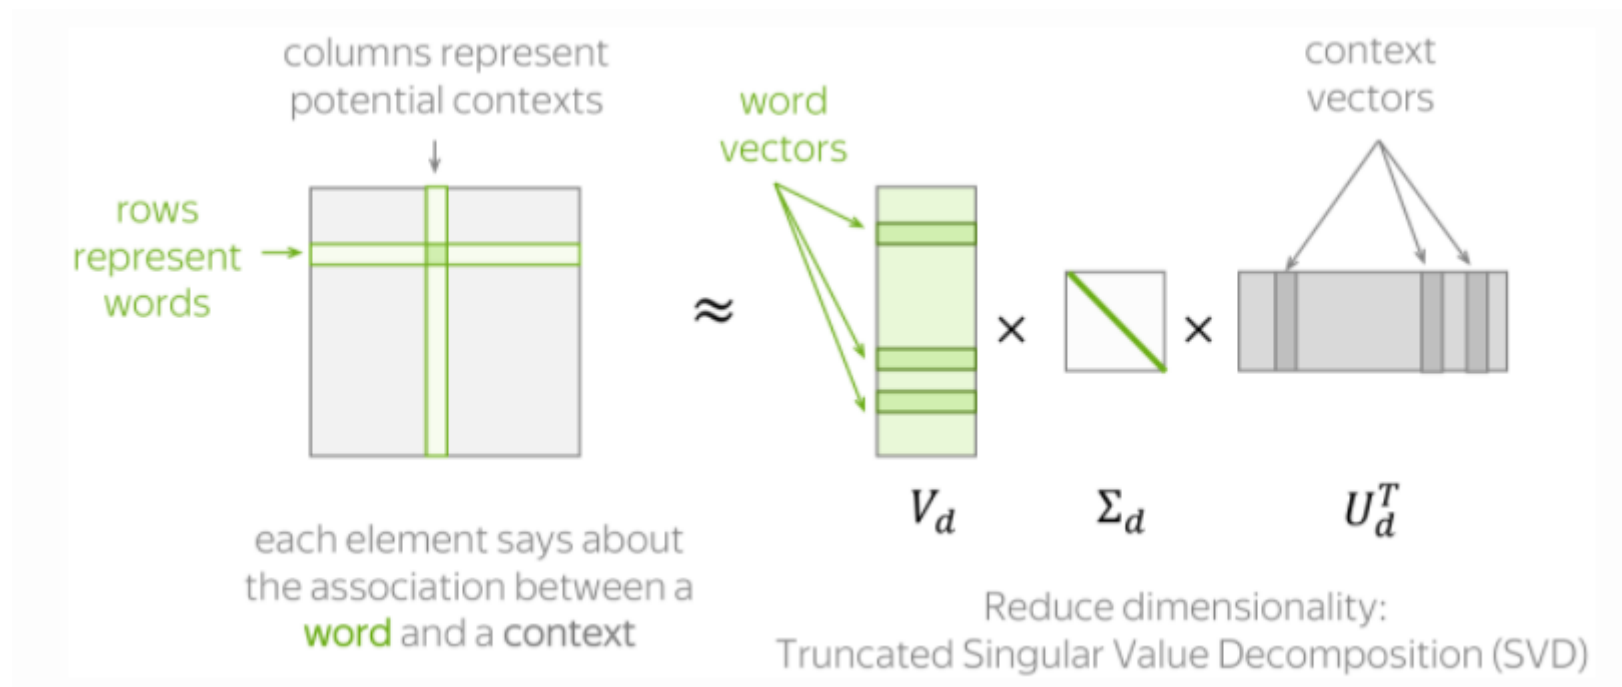 columns represent
potential contexts
rows
represent
words
each element says about
the association between a
word and a context
≈
word
vectors
×
×
context
vectors
V_d
Σ_d
U_d^T
Reduce dimensionality:
Truncated Singular Value Decomposition (SVD)